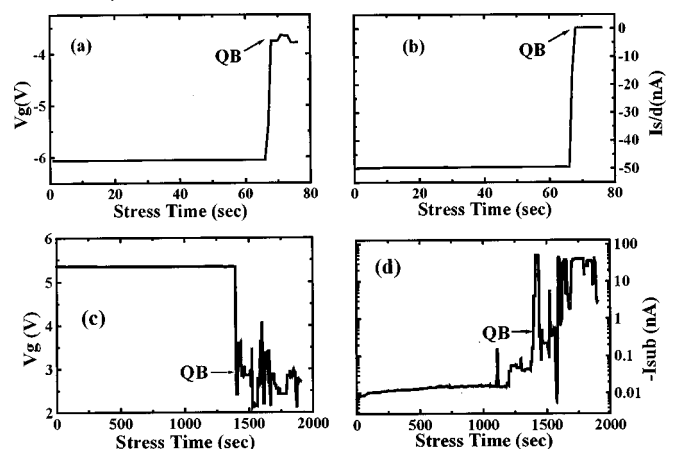 (a)
QB
Vg(V)
-4
-5
-6
0 20 40 60 80
Stress Time (sec)
(b)
QB
0
-10
-20
-30
-40
-50
Is/d(nA)
0 20 40 60 80
Stress Time (sec)
(c)
QB
Vg (V)
6
5
4
3
2
0 500 1000 1500 2000
Stress Time (sec)
(d)
QB
100
10
1
0.1
0.01
-Isub (nA)
0 500 1000 1500 2000
Stress Time (sec)